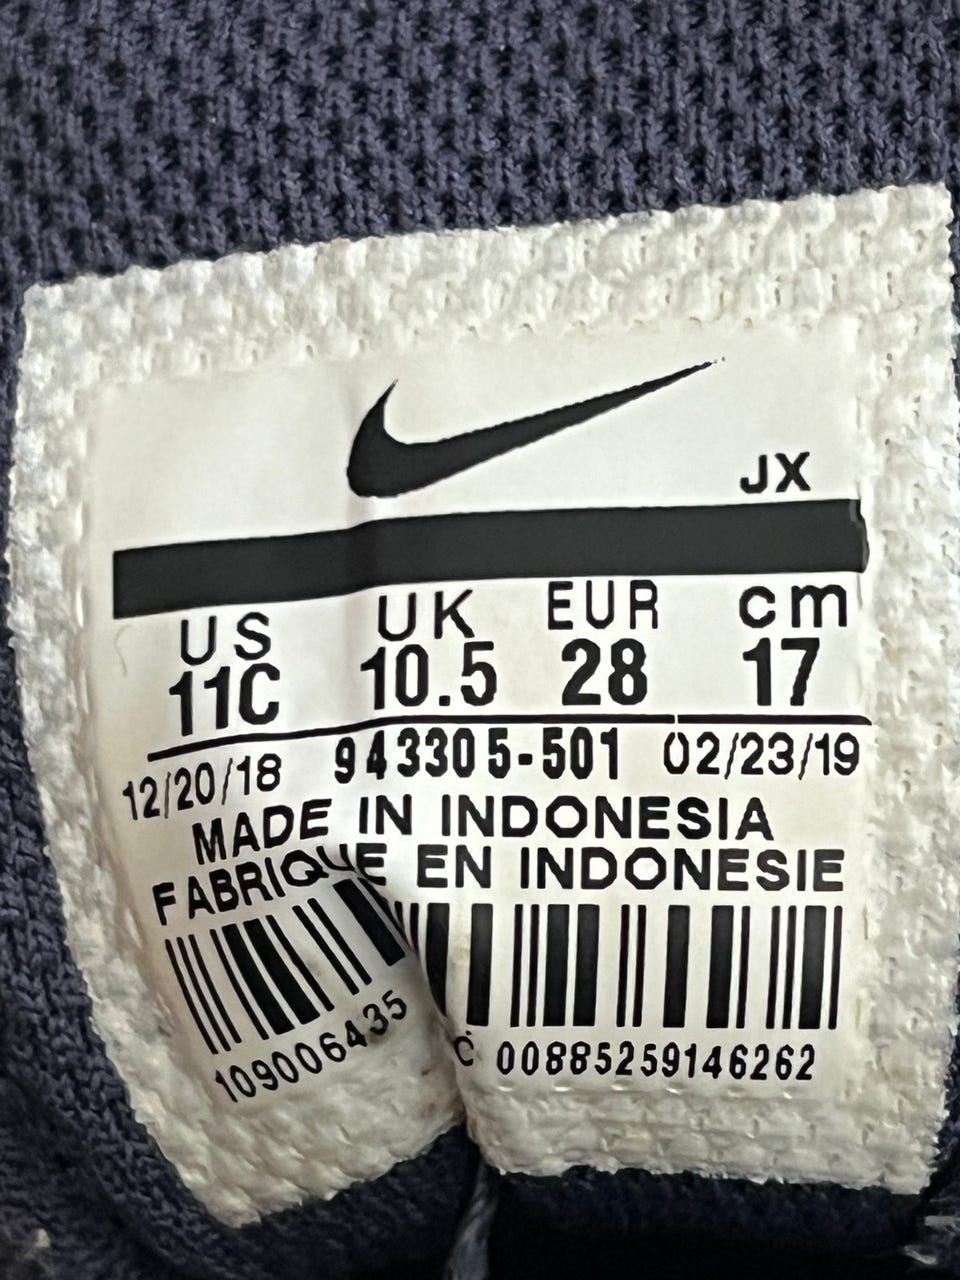 JX
US UK EUR cm
11C 10.5 28 17
12/20/18 943305-501 02/23/19
MADE IN INDONESIA
FABRIQUE EN INDONESIE
109006435 C 00885259146262